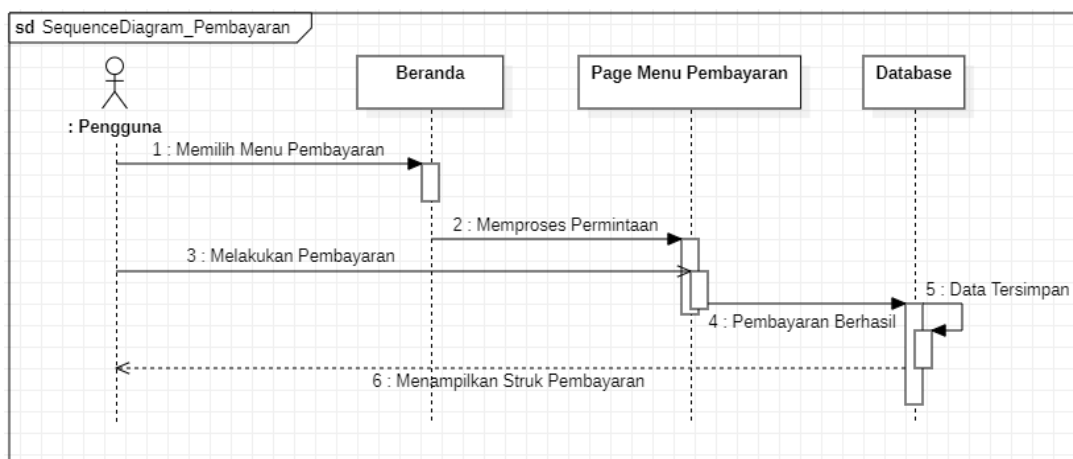 sd SequenceDiagram_Pembayaran
Beranda
Page Menu Pembayaran
Database
: Pengguna
1 : Memilih Menu Pembayaran
2 : Memproses Permintaan
3 : Melakukan Pembayaran
5 : Data Tersimpan
4 : Pembayaran Berhasil
6 : Menampilkan Struk Pembayaran